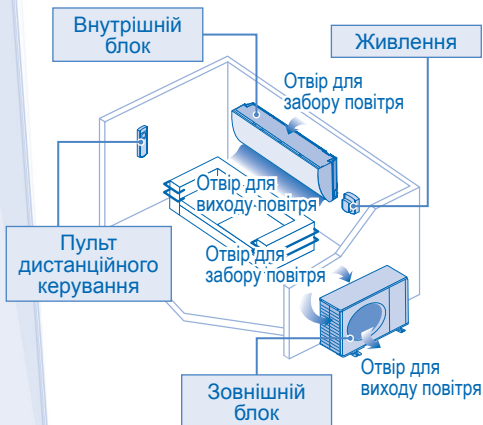 Внутрішній
блок
Живлення
Отвір для
забору повітря
Отвір для
виходу повітря
Пульт
дистанційного
керування
Отвір для
забору повітря
Отвір для
виходу повітря
Зовнішній
блок